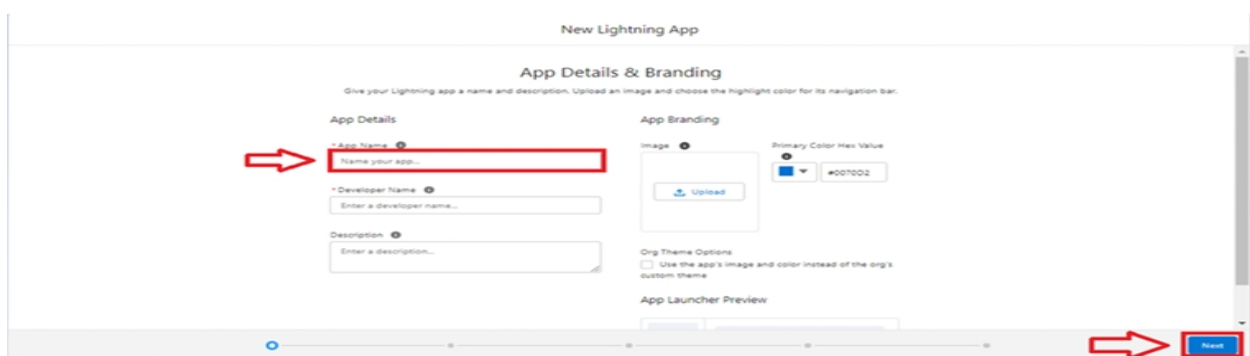 New Lightning App
App Details & Branding
Give your Lightning app a name and description. Upload an image and choose the highlight color for its navigation bar.
App Details
* App Name
Name your app...
* Developer Name
Enter a developer name...
Description
Enter a description...
App Branding
Image
Upload
Primary Color Hex Value
#0070D2
Org Theme Options
Use the app's image and color instead of the org's
custom theme
App Launcher Preview
Next